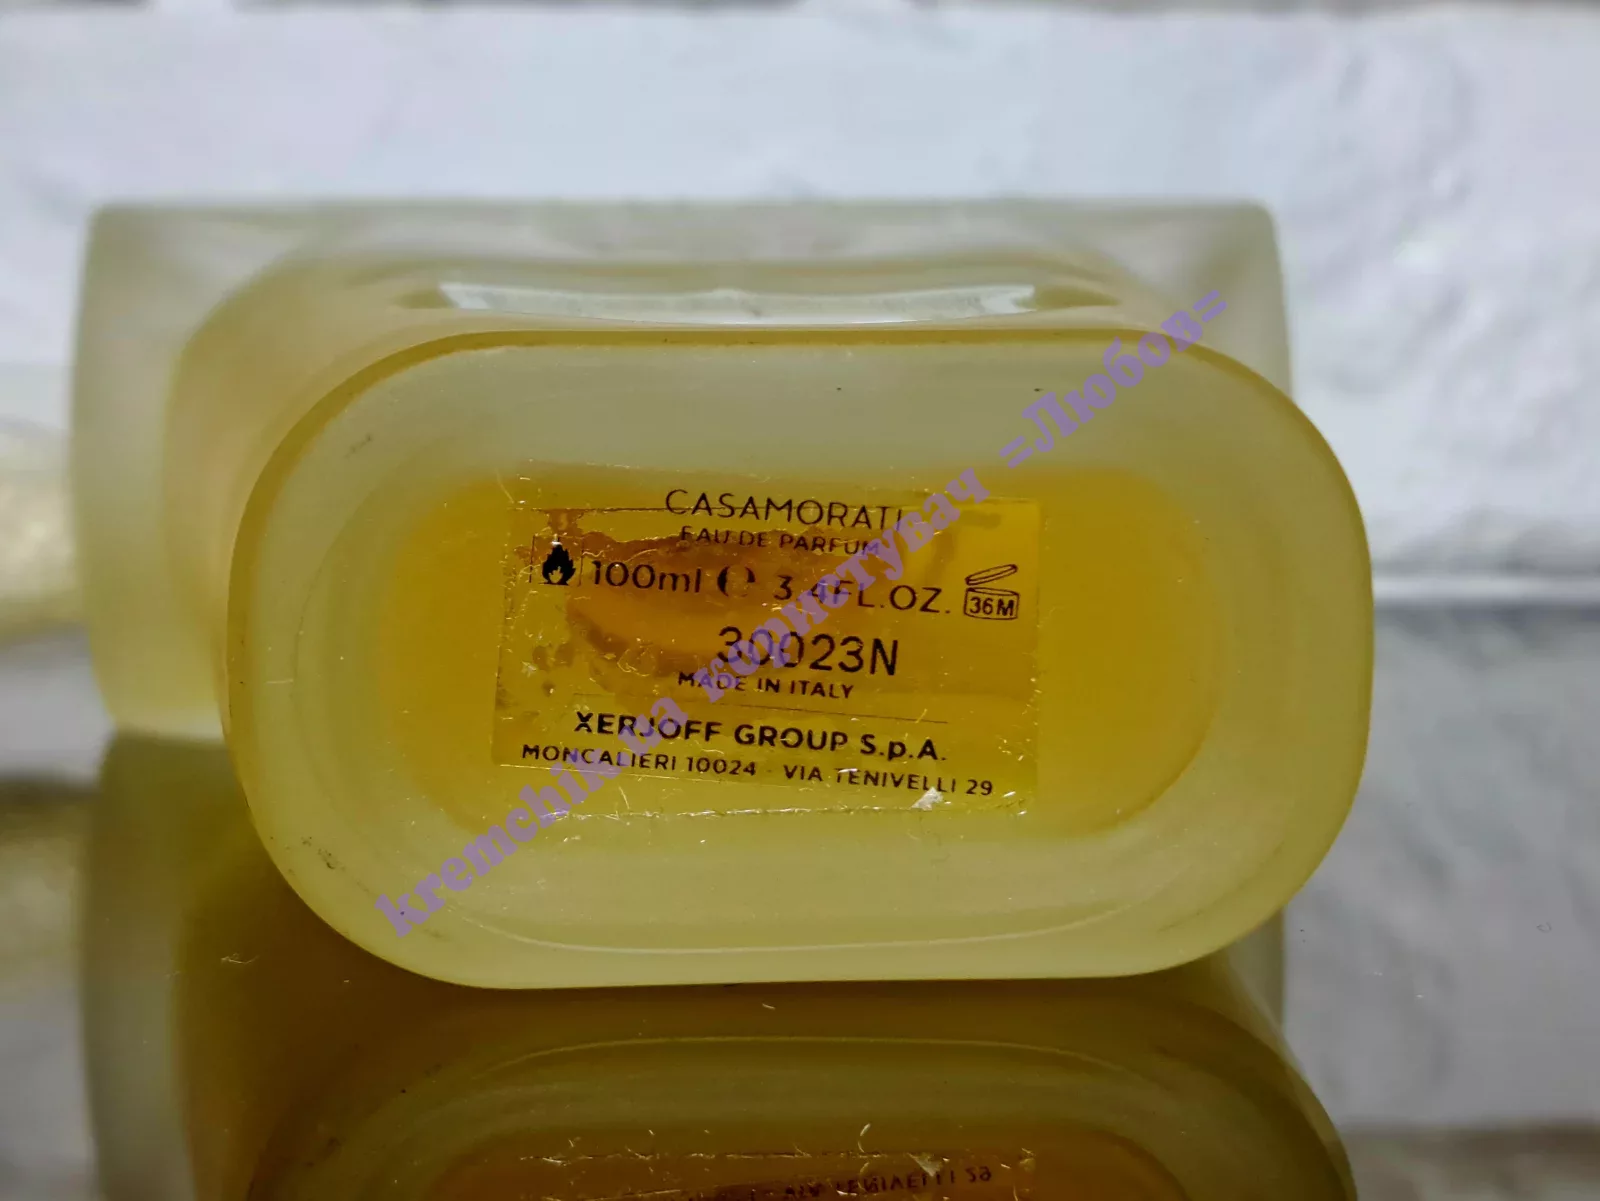 CASAMORATI
EAU DE PARFUM
100ml e 3.4FL.OZ. 36M
30023N
MADE IN ITALY
XERJOFF GROUP S.p.A.
MONCALIERI 10024 - VIA TENIVELLI 29
kremchik.ua користувач =Любов=